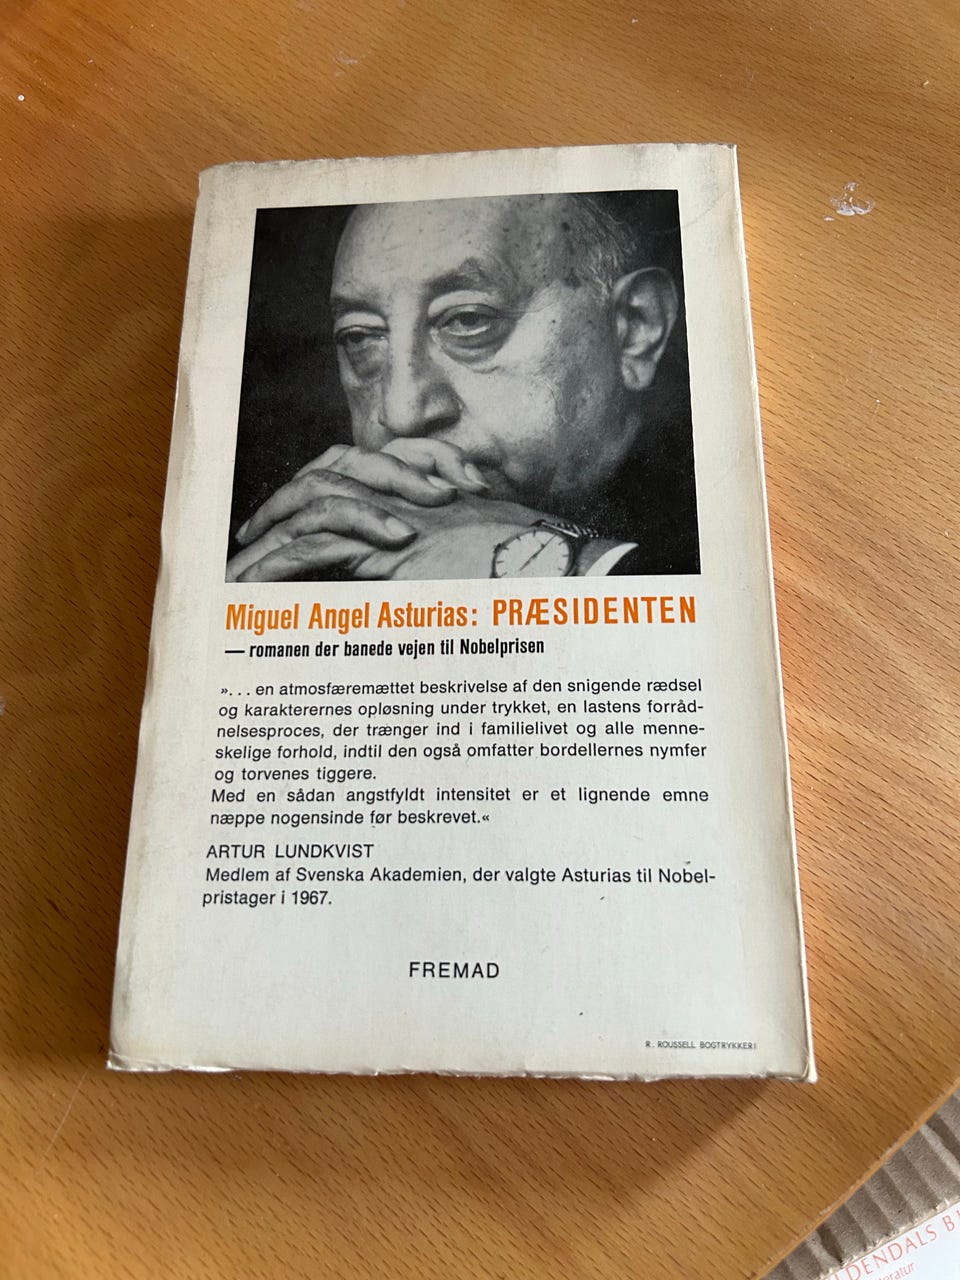 Miguel Angel Asturias: PRÆSIDENTEN
— romanen der banede vejen til Nobelprisen
»... en atmosfæremættet beskrivelse af den snigende rædsel
og karakterernes opløsning under trykket, en lastens forråd-
nelsesproces, der trænger ind i familielivet og alle menne-
skelige forhold, indtil den også omfatter bordellernes nymfer
og torvenes tiggere.
Med en sådan angstfyldt intensitet er et lignende emne
næppe nogensinde før beskrevet.«
ARTUR LUNDKVIST
Medlem af Svenska Akademien, der valgte Asturias til Nobel-
pristager i 1967.
FREMAD
R. ROUSSELL BOGTRYKKERI
DENDALS B